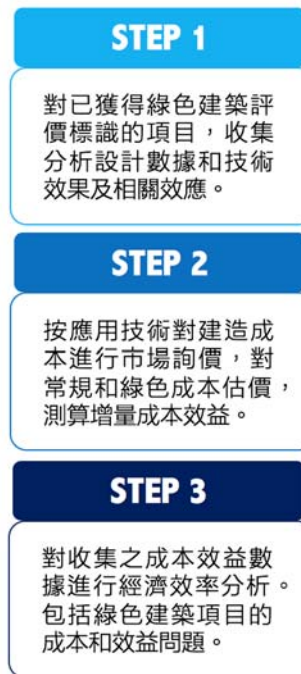 STEP 1
對已獲得綠色建築評
價標識的項目，收集
分析設計數據和技術
效果及相關效應。
STEP 2
按應用技術對建造成
本進行市場詢價，對
常規和綠色成本估價，
測算增量成本效益。
STEP 3
對收集之成本效益數
據進行經濟效率分析。
包括綠色建築項目的
成本和效益問題。